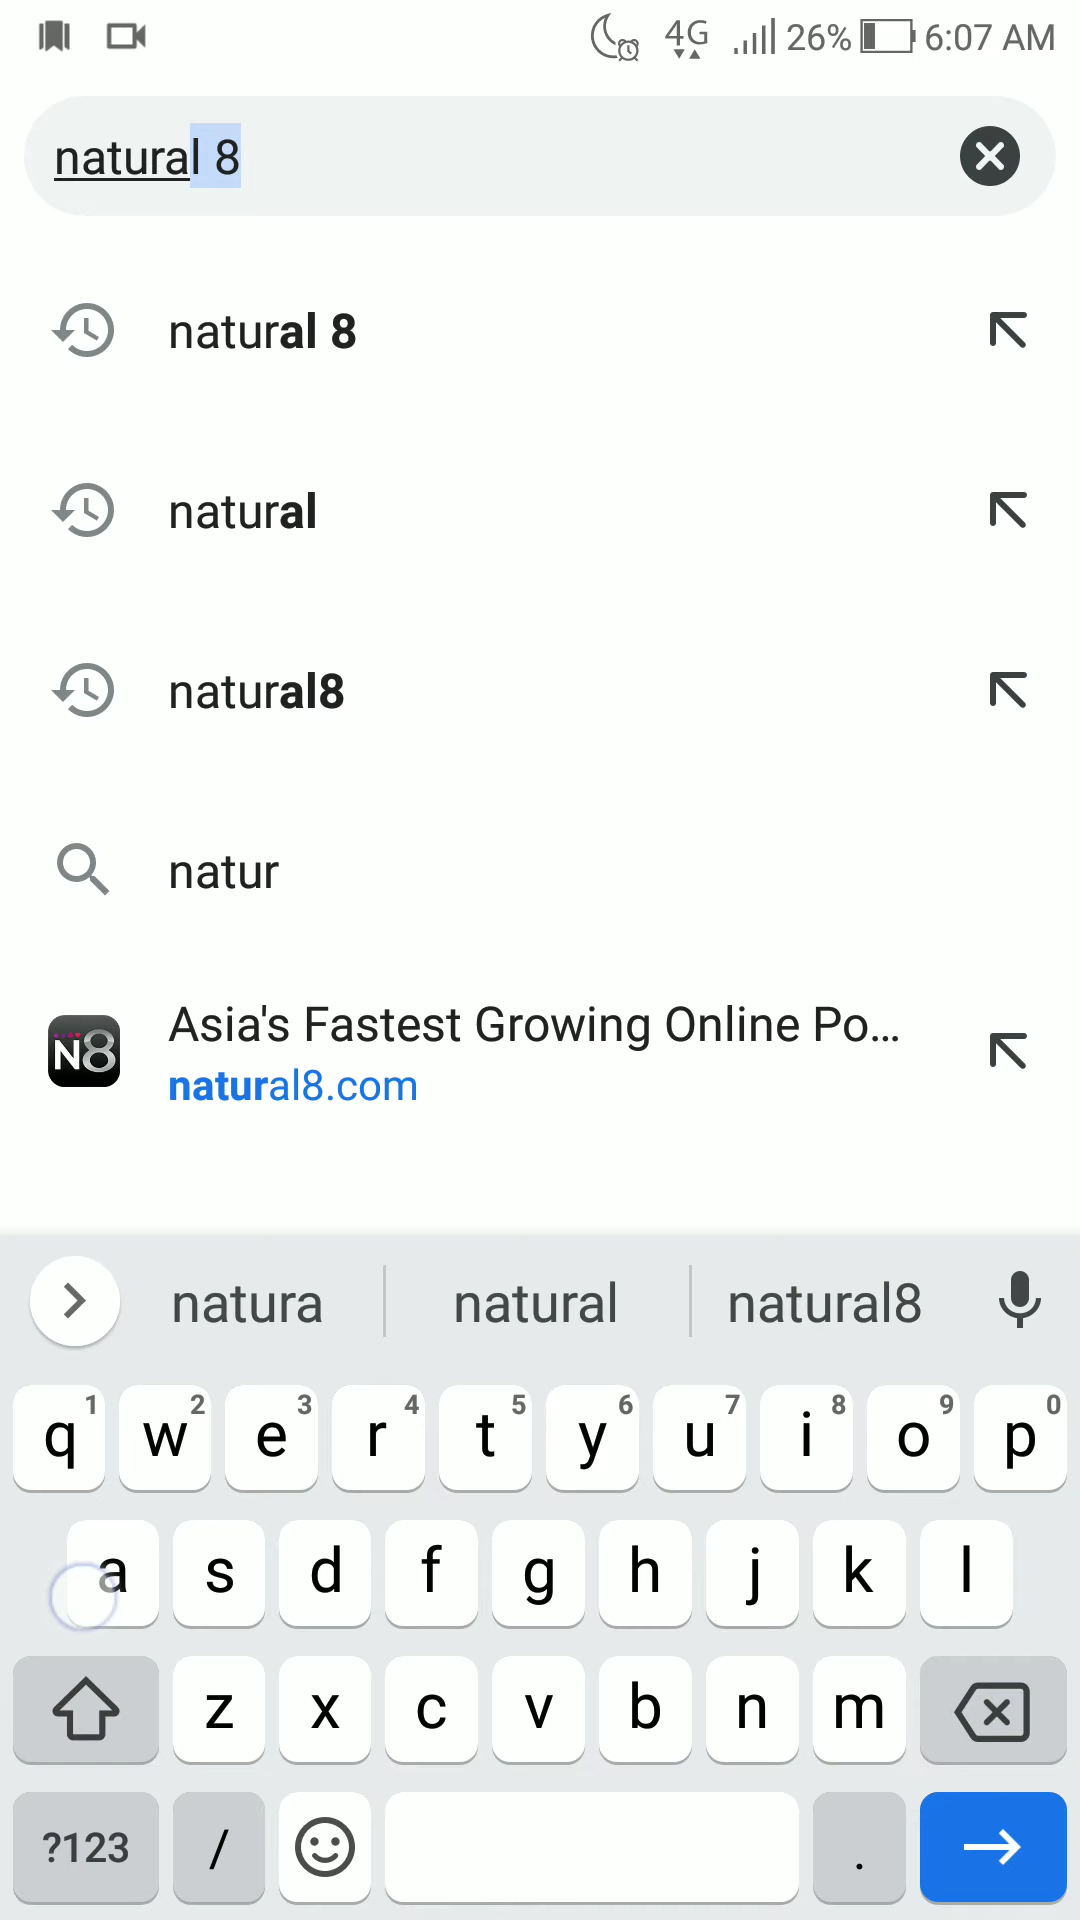 4G 26% 6:07 AM
natural 8
natural 8
natural
natural8
natur
N8
Asia's Fastest Growing Online Po...
natural8.com
natura natural natural8
1 2 3 4 5 6 7 8 9 0
q w e r t y u i o p
a s d f g h j k l
z x c v b n m
?123 / .